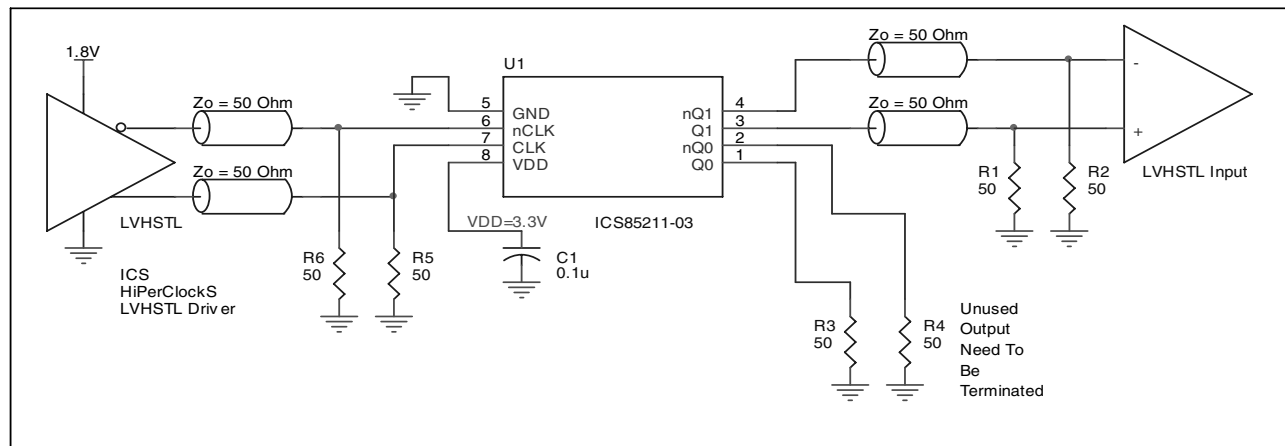 1.8V
Zo = 50 Ohm
Zo = 50 Ohm
LVHSTL
ICS
HiPerClockS
LVHSTL Driver
R6
50
R5
50
U1
5
6
7
8
GND
nCLK
CLK
VDD
nQ1
Q1
nQ0
Q0
4
3
2
1
ICS85211-03
VDD=3.3V
C1
0.1u
Zo = 50 Ohm
Zo = 50 Ohm
-
+
LVHSTL Input
R1
50
R2
50
R3
50
R4
50
Unused
Output
Need To
Be
Terminated